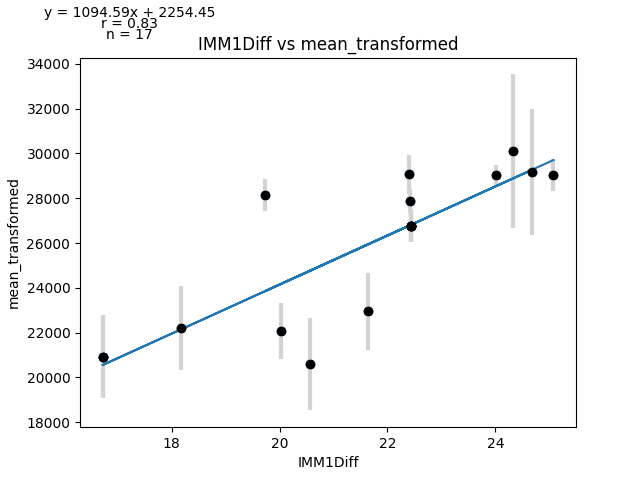 y = 1094.59x + 2254.45
r = 0.83
n = 17
IMM1Diff vs mean_transformed
34000
32000
30000
28000
26000
24000
22000
20000
18000
mean_transformed
18
20
22
24
IMM1Diff